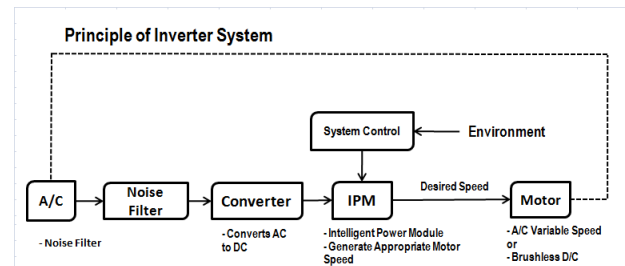 Principle of Inverter System
System Control
Environment
A/C
Noise
Filter
Converter
IPM
Desired Speed
Motor
- Noise Filter
- Converts AC
to DC
- Intelligent Power Module
- Generate Appropriate Motor
Speed
- A/C Variable Speed
or
- Brushless D/C